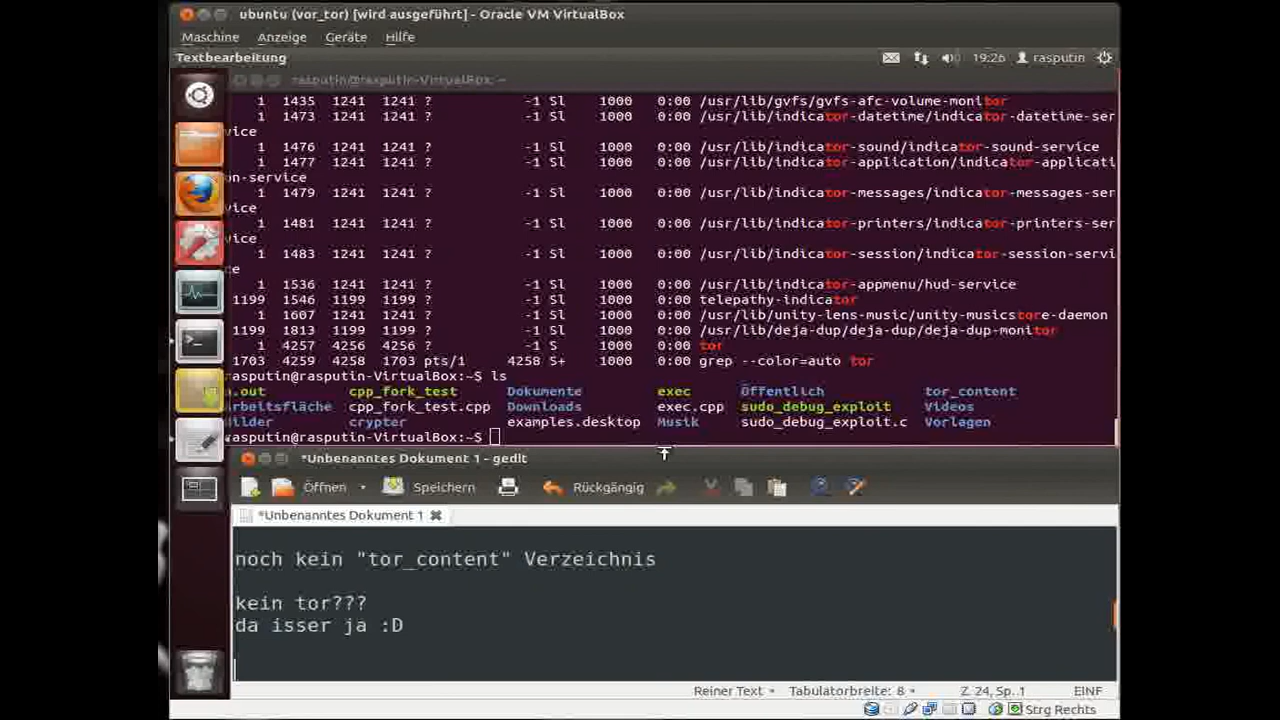 ubuntu (vor_tor) [wird ausgeführt] - Oracle VM VirtualBox
Maschine Anzeige Geräte Hilfe
Textbearbeitung 19:26 rasputin
rasputin@rasputin-VirtualBox: ~
1 1435 1241 1241 ? -1 Sl 1000 0:00 /usr/lib/gvfs/gvfs-afc-volume-monitor
1 1473 1241 1241 ? -1 Sl 1000 0:00 /usr/lib/indicator-datetime/indicator-datetime-ser
vice
1 1476 1241 1241 ? -1 Sl 1000 0:00 /usr/lib/indicator-sound/indicator-sound-service
1 1477 1241 1241 ? -1 Sl 1000 0:00 /usr/lib/indicator-application/indicator-applicati
on-service
1 1479 1241 1241 ? -1 Sl 1000 0:00 /usr/lib/indicator-messages/indicator-messages-ser
vice
1 1481 1241 1241 ? -1 Sl 1000 0:00 /usr/lib/indicator-printers/indicator-printers-ser
vice
1 1483 1241 1241 ? -1 Sl 1000 0:00 /usr/lib/indicator-session/indicator-session-servi
ce
1 1536 1241 1241 ? -1 Sl 1000 0:00 /usr/lib/indicator-appmenu/hud-service
1199 1546 1199 1199 ? -1 Sl 1000 0:00 telepathy-indicator
1 1607 1241 1241 ? -1 Sl 1000 0:00 /usr/lib/unity-lens-music/unity-musicstore-daemon
1199 1813 1199 1199 ? -1 Sl 1000 0:00 /usr/lib/deja-dup/deja-dup/deja-dup-monitor
1 4257 4256 4256 ? -1 S 1000 0:00 tor
1703 4259 4258 1703 pts/1 4258 S+ 1000 0:00 grep --color=auto tor
rasputin@rasputin-VirtualBox:~$ ls
a.out cpp_fork_test Dokumente exec Öffentlich tor_content
Arbeitsfläche cpp_fork_test.cpp Downloads exec.cpp sudo_debug_exploit Videos
Bilder crypter examples.desktop Musik sudo_debug_exploit.c Vorlagen
rasputin@rasputin-VirtualBox:~$
*Unbenanntes Dokument 1 - gedit
Öffnen Speichern Rückgängig
*Unbenanntes Dokument 1
noch kein "tor_content" Verzeichnis
kein tor???
da isser ja :D
Reiner Text Tabulatorbreite: 8 Z. 24, Sp. 1 EINF
Strg Rechts